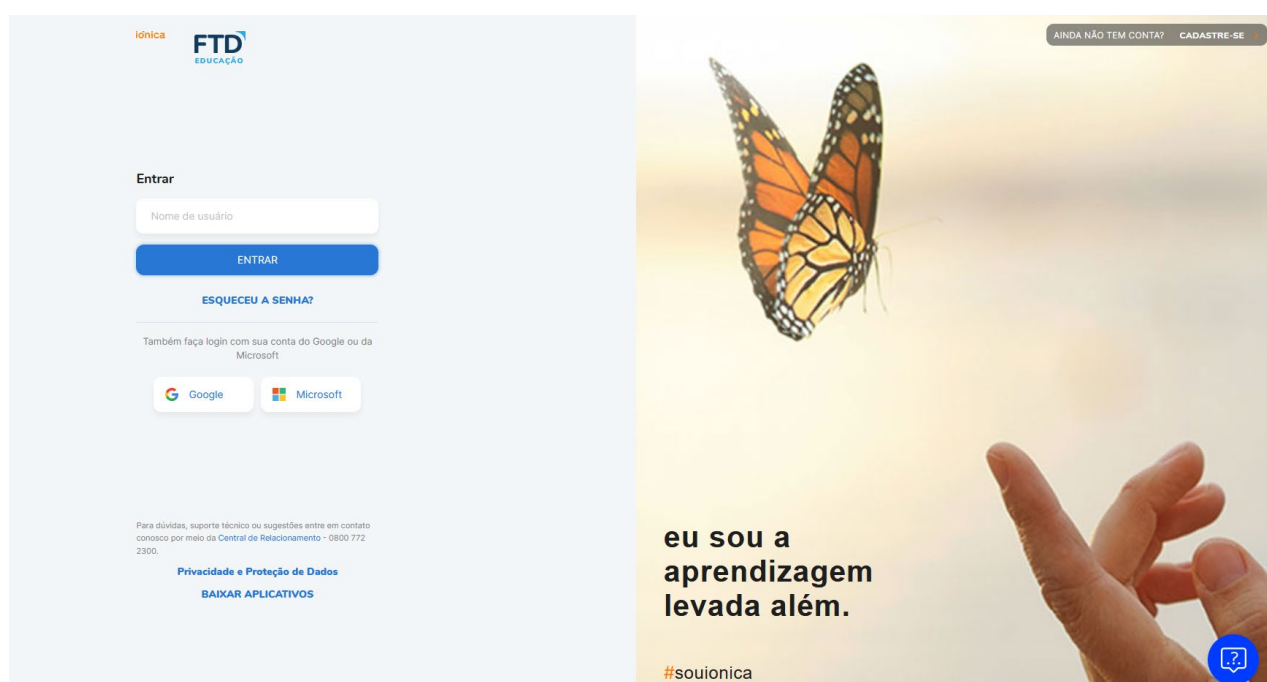 iônica
FTD
EDUCAÇÃO
AINDA NÃO TEM CONTA? CADASTRE-SE
Entrar
Nome de usuário
ENTRAR
ESQUECEU A SENHA?
Também faça login com sua conta do Google ou da
Microsoft
Google
Microsoft
Para dúvidas, suporte técnico ou sugestões entre em contato
conosco por meio da Central de Relacionamento - 0800 772
2300.
Privacidade e Proteção de Dados
BAIXAR APLICATIVOS
eu sou a
aprendizagem
levada além.
#souionica